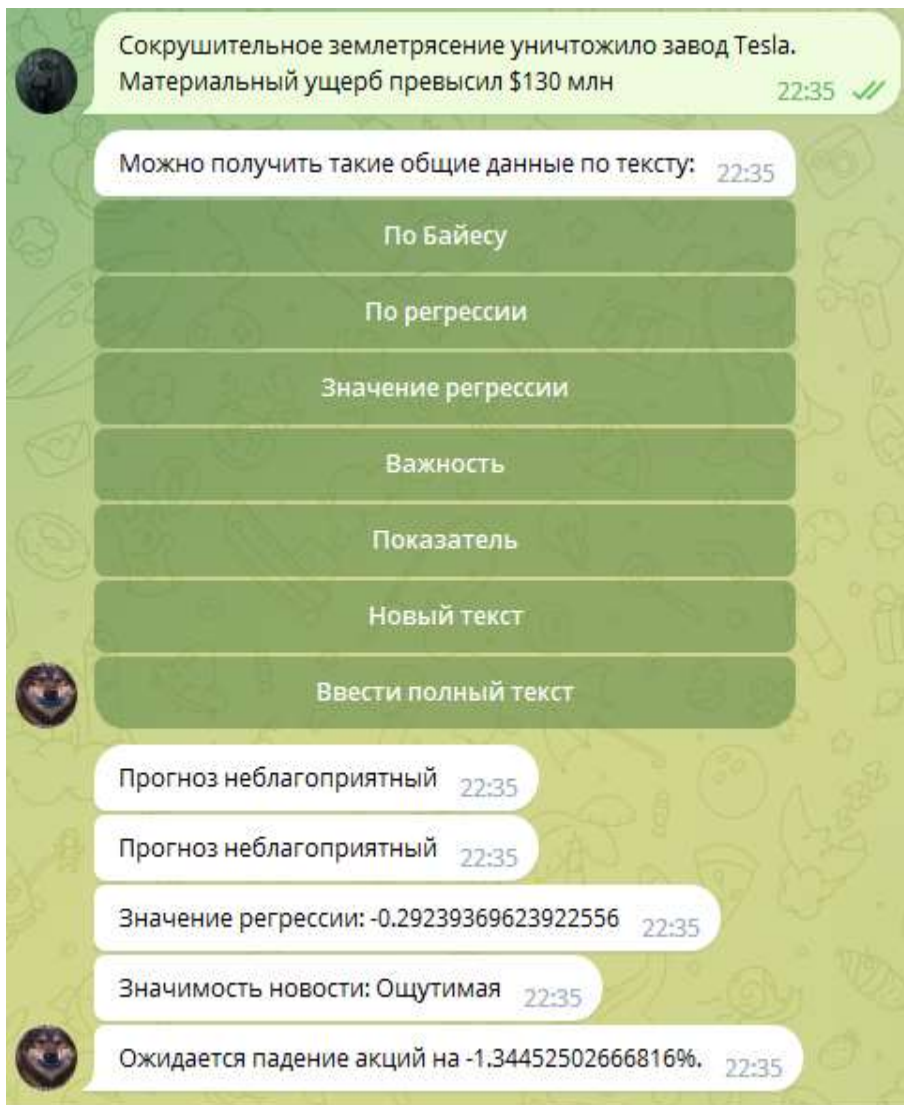 Сокрушительное землетрясение уничтожило завод Tesla.
Материальный ущерб превысил $130 млн
22:35
Можно получить такие общие данные по тексту: 22:35
По Байесу
По регрессии
Значение регрессии
Важность
Показатель
Новый текст
Ввести полный текст
Прогноз неблагоприятный 22:35
Прогноз неблагоприятный 22:35
Значение регрессии: -0.29239369623922556 22:35
Значимость новости: Ощутимая 22:35
Ожидается падение акций на -1.34452502666816%. 22:35